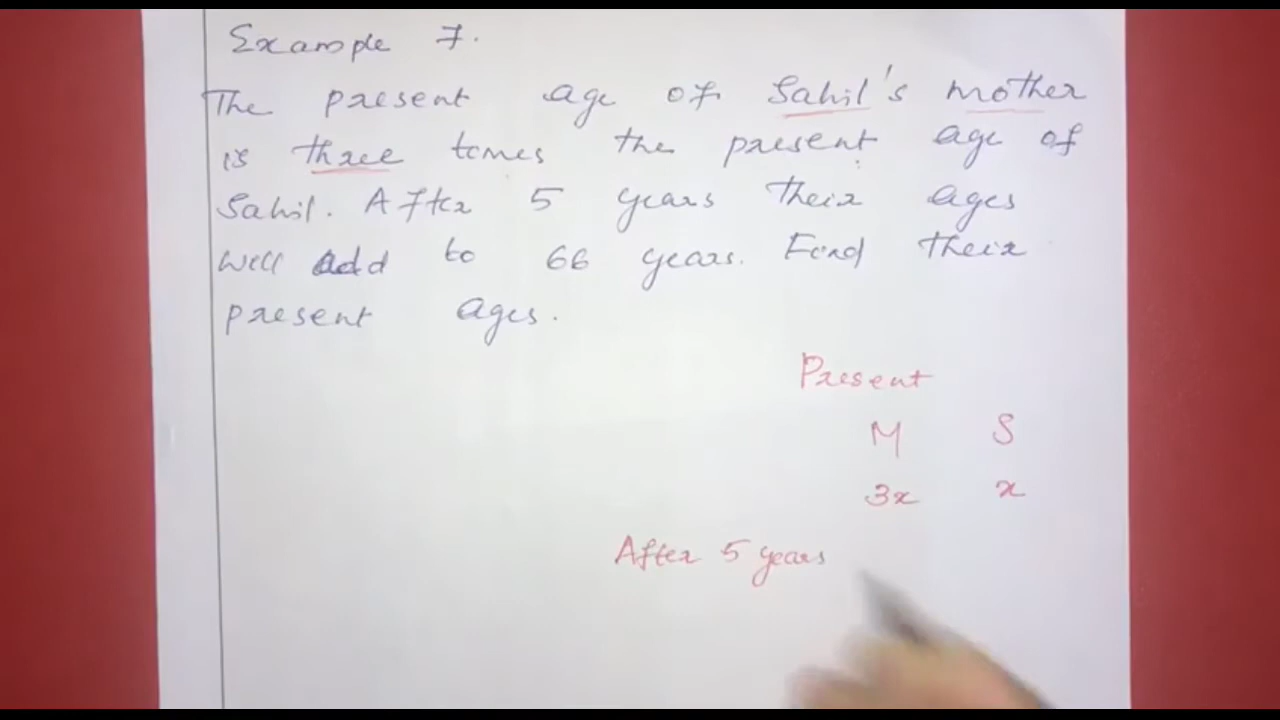 Example 7.
The present age of Sahil's mother
is three times the present age of
Sahil. After 5 years their ages
will add to 66 years. Find their
present ages.
Present
M S
3x x
After 5 years